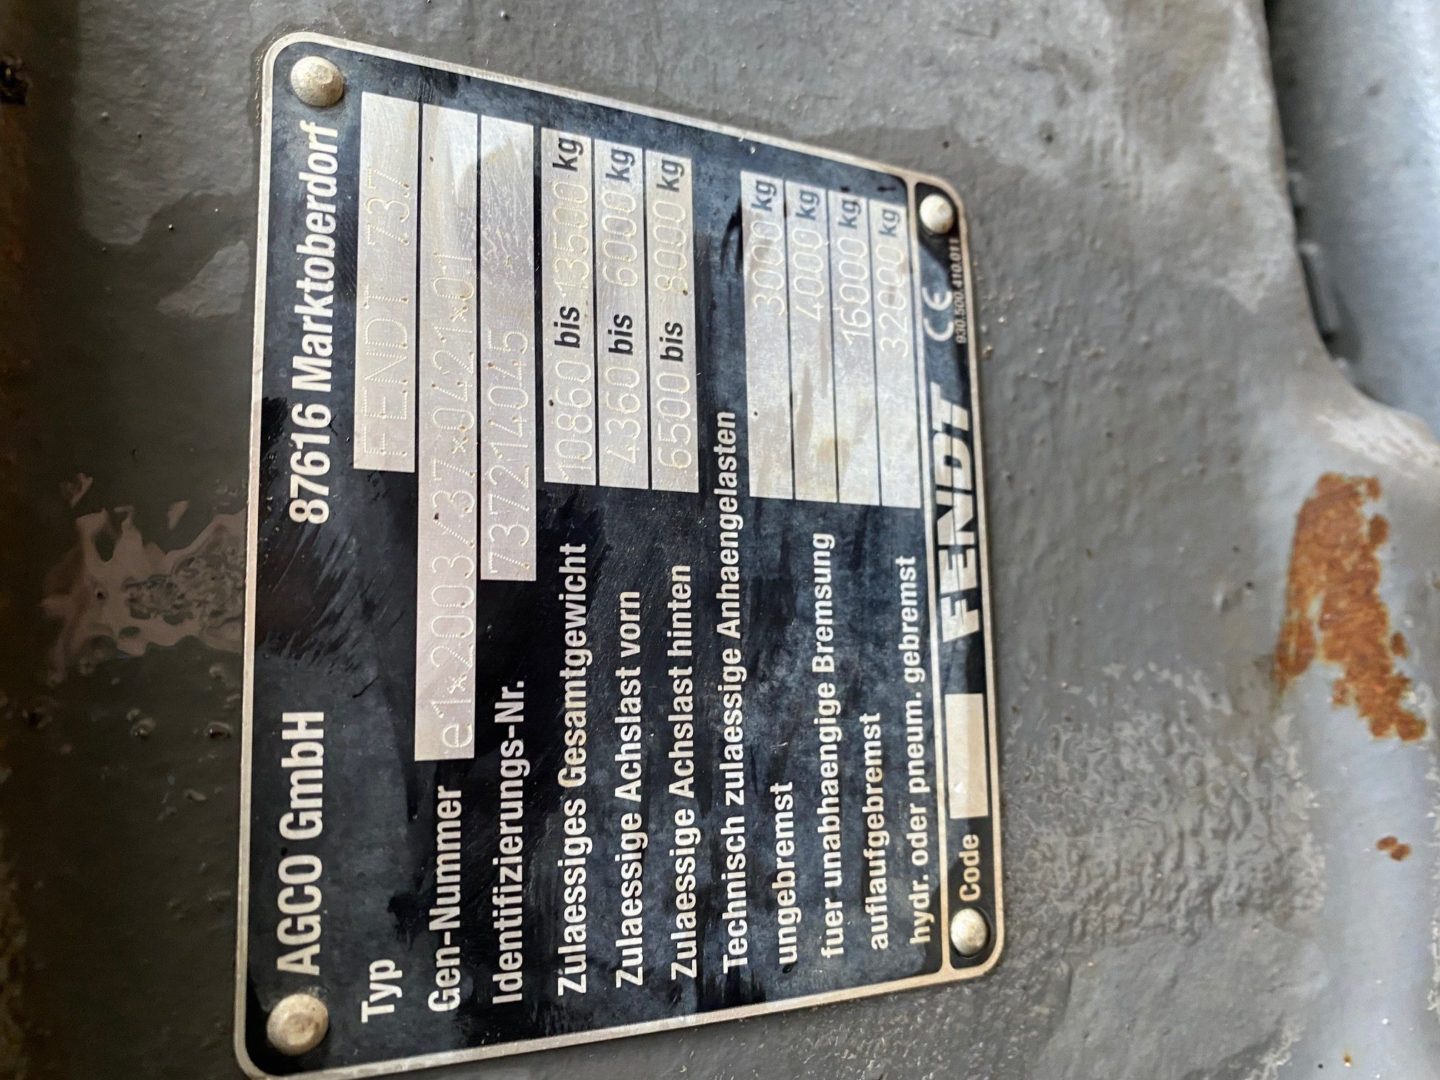 AGCO GmbH 87616 Marktoberdorf
Typ FENDT 737
Gen-Nummer e1*2003/37*0421*01
Identifizierungs-Nr. 737214045
Zulaessiges Gesamtgewicht 10860 bis 13500 kg
Zulaessige Achslast vorn 4360 bis 6000 kg
Zulaessige Achslast hinten 6500 bis 8000 kg
Technisch zulaessige Anhaengelasten
ungebremst 3000 kg
fuer unabhaengige Bremsung 4000 kg
auflaufgebremst 16000 kg
hydr. oder pneum. gebremst 32000 kg
Code FENDT CE
930.500.410.011